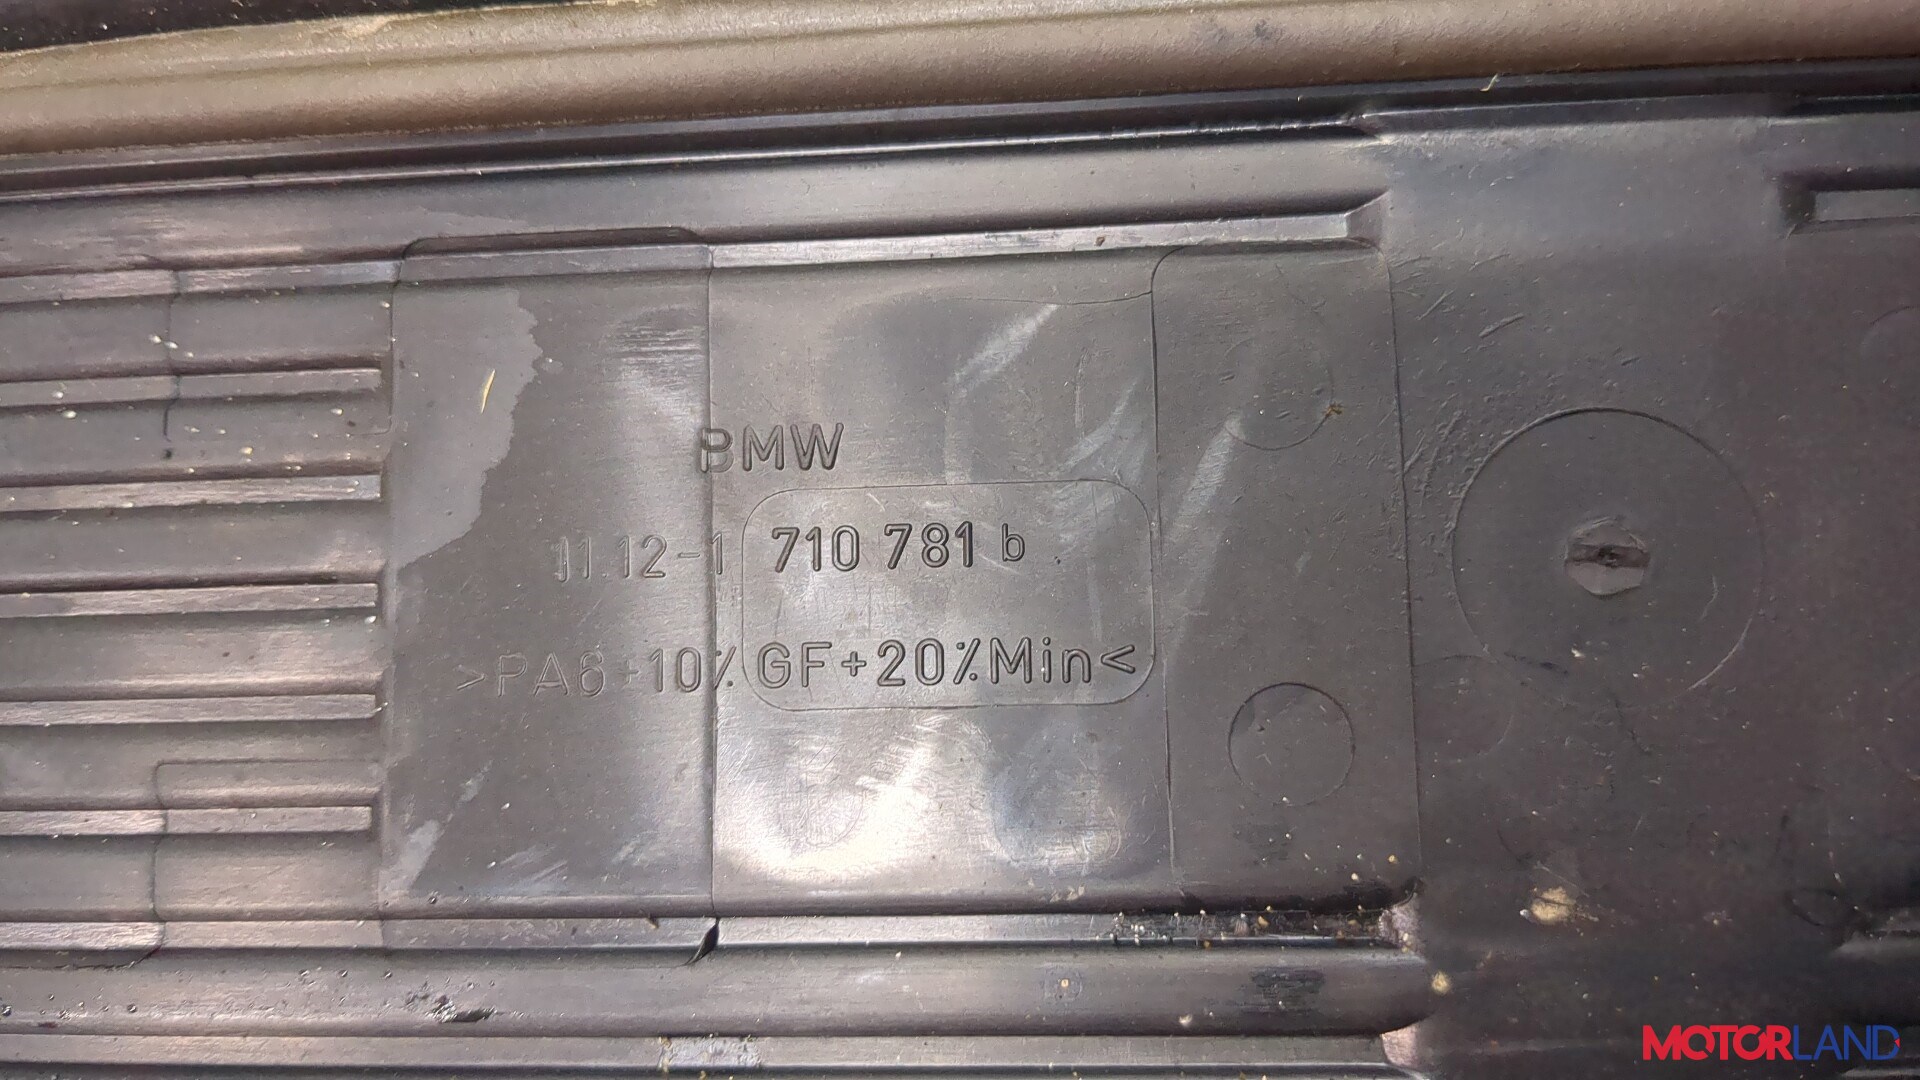 BMW
11.12-1 710 781 b
>PA6+10% GF+20%Min<
MOTORLAND